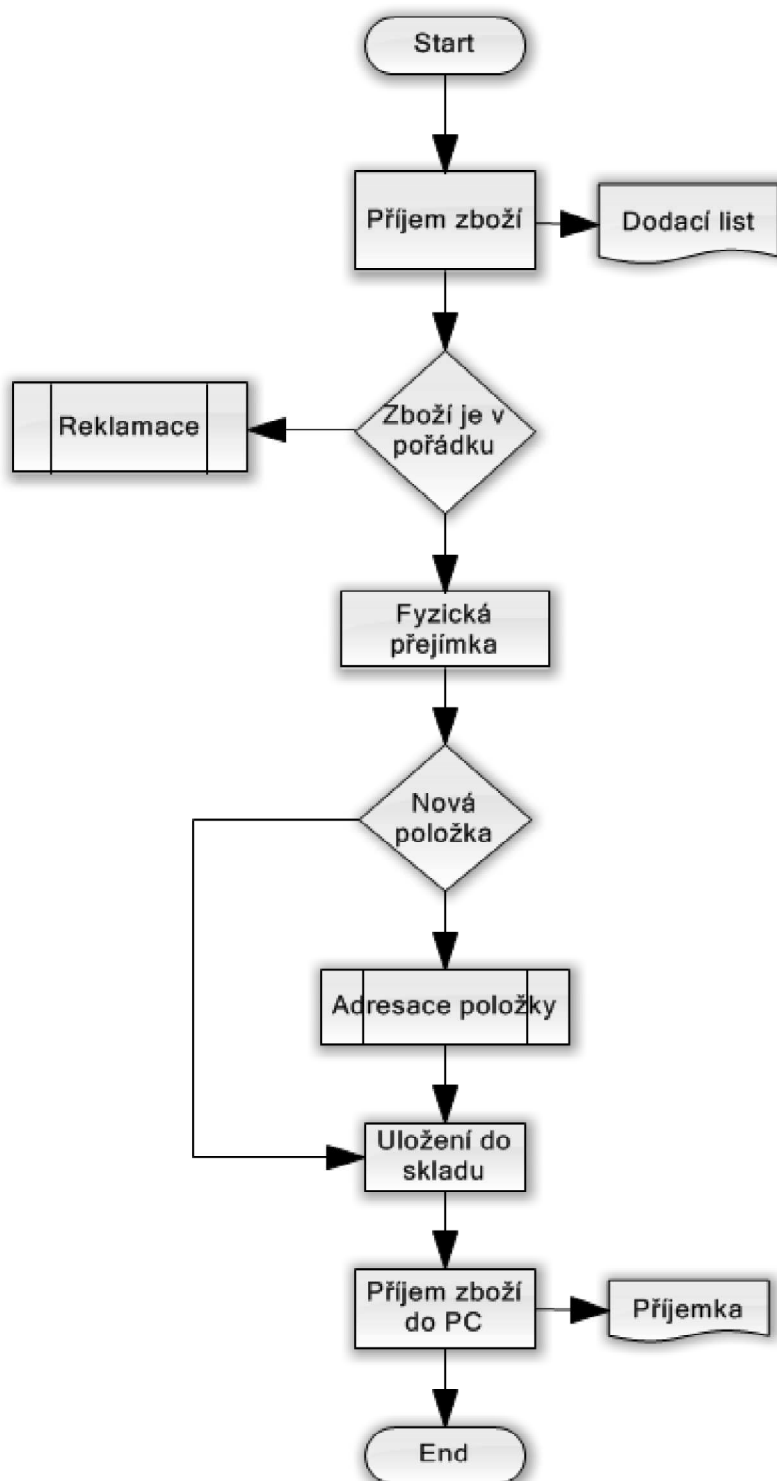 Start
Příjem zboží
Dodací list
Zboží je v
pořádku
Reklamace
Fyzická
přejímka
Nová
položka
Adresace položky
Uložení do
skladu
Příjem zboží
do PC
Příjemka
End